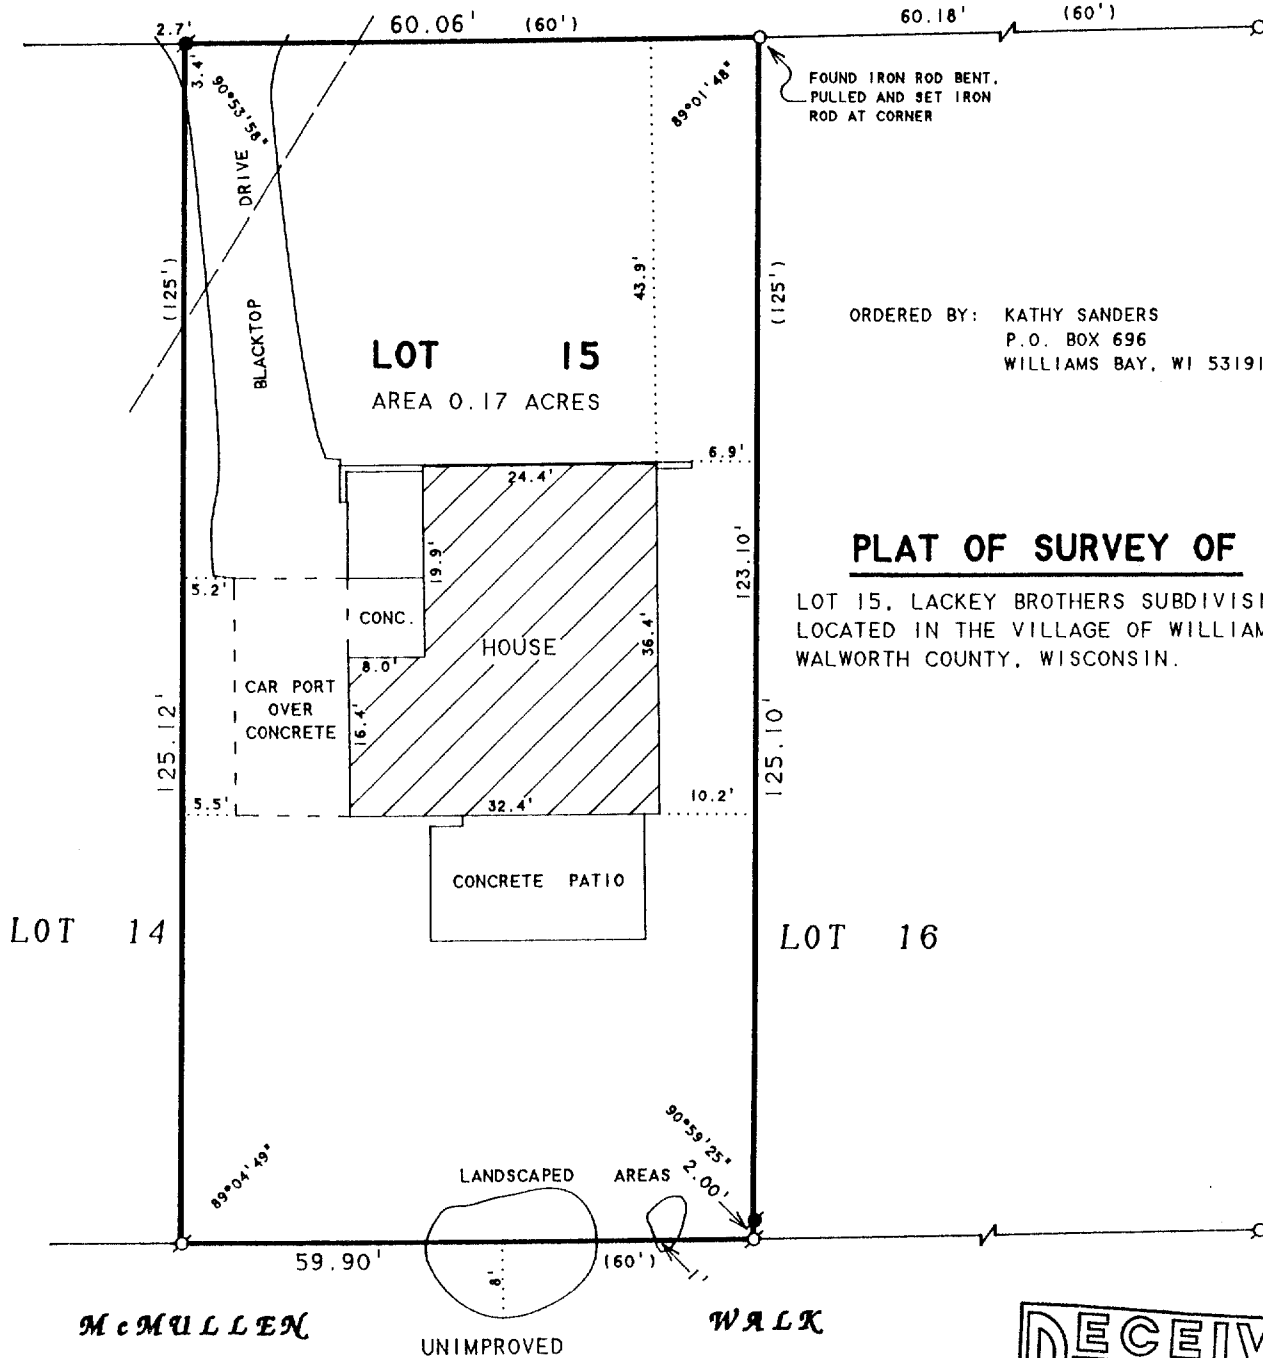 2.7'
60.06' (60')
60.18' (60')
3.4'
90°53'58"
89°01'48"
FOUND IRON ROD BENT,
PULLED AND SET IRON
ROD AT CORNER
BLACKTOP DRIVE
(125')
43.9'
(125')
ORDERED BY: KATHY SANDERS
P.O. BOX 696
WILLIAMS BAY, WI 53191
LOT 15
AREA 0.17 ACRES
6.9'
24.4'
19.9'
123.10'
PLAT OF SURVEY OF
5.2'
CONC.
HOUSE
36.4'
LOT 15, LACKEY BROTHERS SUBDIVISI
LOCATED IN THE VILLAGE OF WILLIAM
WALWORTH COUNTY, WISCONSIN.
8.0'
CAR PORT
OVER
CONCRETE
16.4'
125.12'
125.10'
5.5'
32.4'
10.2'
CONCRETE PATIO
LOT 14
LOT 16
89°04'49"
90°59'25"
2.00'
LANDSCAPED AREAS
59.90'
(60')
8'
1'
McMULLEN WALK
UNIMPROVED
DECEIV